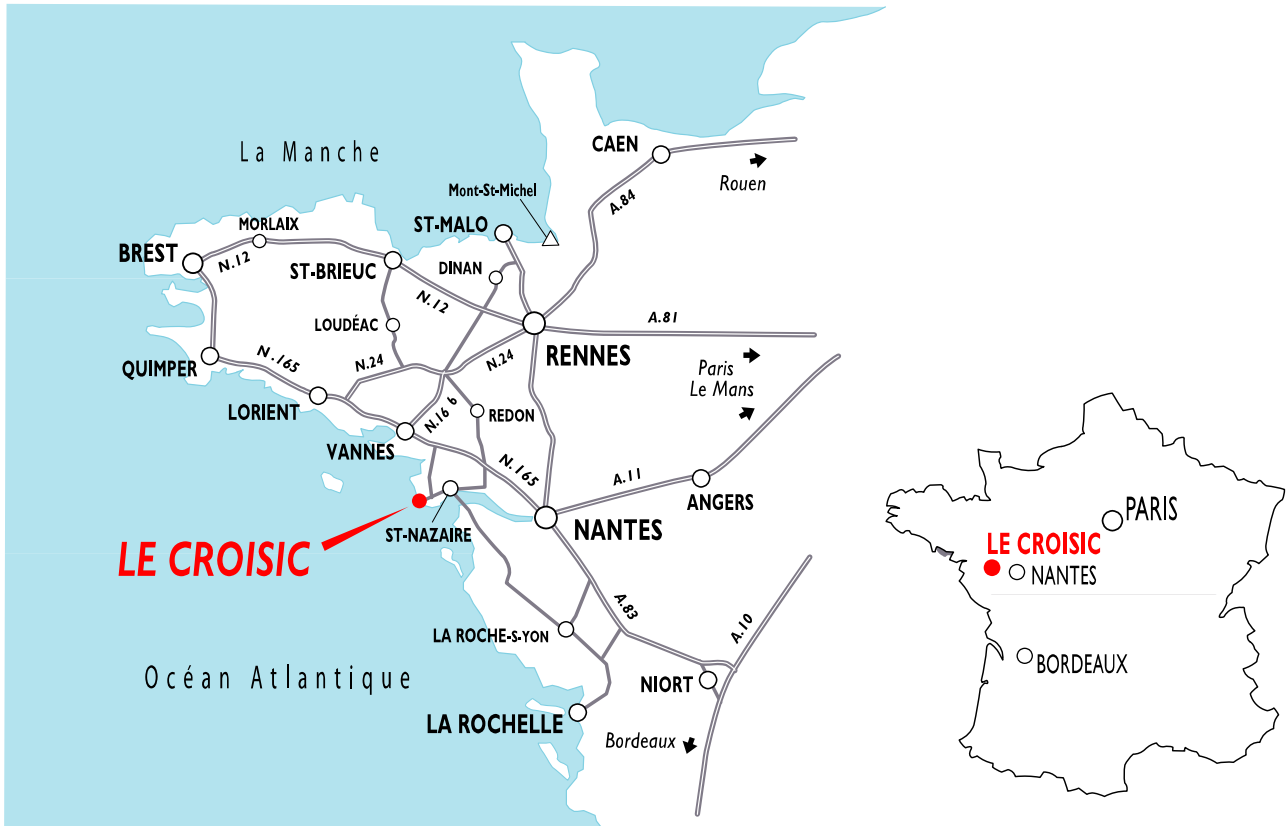 La Manche
CAEN
Rouen
A.84
Mont-St-Michel
ST-MALO
MORLAIX
BREST
N.12
ST-BRIEUC
DINAN
N.12
LOUDÉAC
A.81
RENNES
QUIMPER
N.165
N.24
N.24
Paris
Le Mans
LORIENT
N.16 b
REDON
VANNES
N.165
A.11
ANGERS
ST-NAZAIRE
NANTES
LE CROISIC
A.83
A.10
LA ROCHE-S-YON
Océan Atlantique
NIORT
LA ROCHELLE
Bordeaux
PARIS
LE CROISIC
NANTES
BORDEAUX